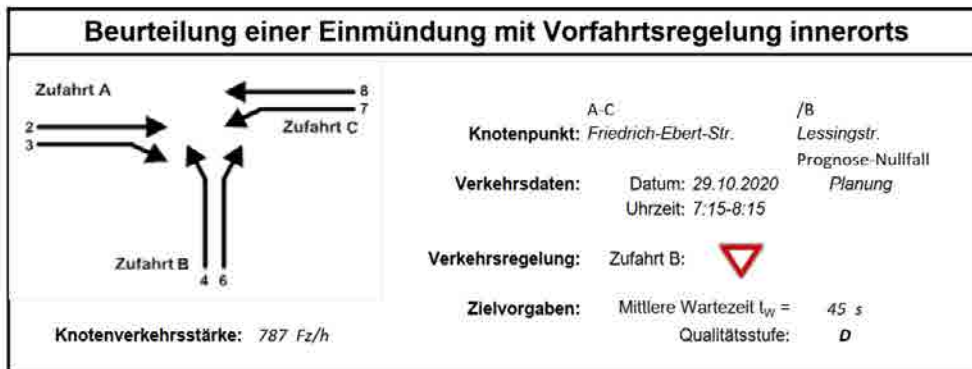 Beurteilung einer Einmündung mit Vorfahrtsregelung innerorts
Zufahrt A
8
7
Zufahrt C
2
3
Zufahrt B
4 6
Knotenverkehrsstärke: 787 Fz/h
A-C /B
Knotenpunkt: Friedrich-Ebert-Str. Lessingstr.
Prognose-Nullfall
Verkehrsdaten: Datum: 29.10.2020 Planung
Uhrzeit: 7:15-8:15
Verkehrsregelung: Zufahrt B:
Zielvorgaben: Mittlere Wartezeit tW = 45 s
Qualitätsstufe: D